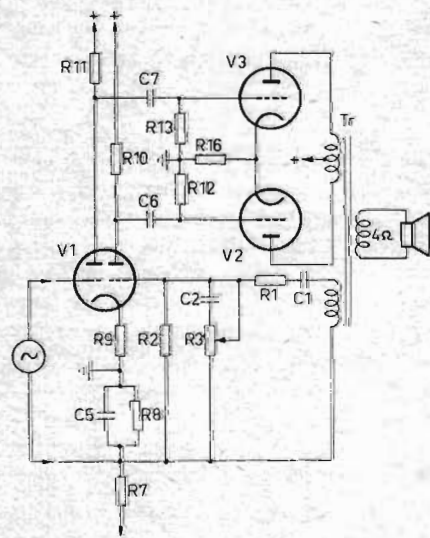 + +
R11
C7
V3
R13
R16
Tr
+
R10
R12
C6
4Ω
V1
V2
C2
R1
C1
R9
R2
R3
C5
R8
R7